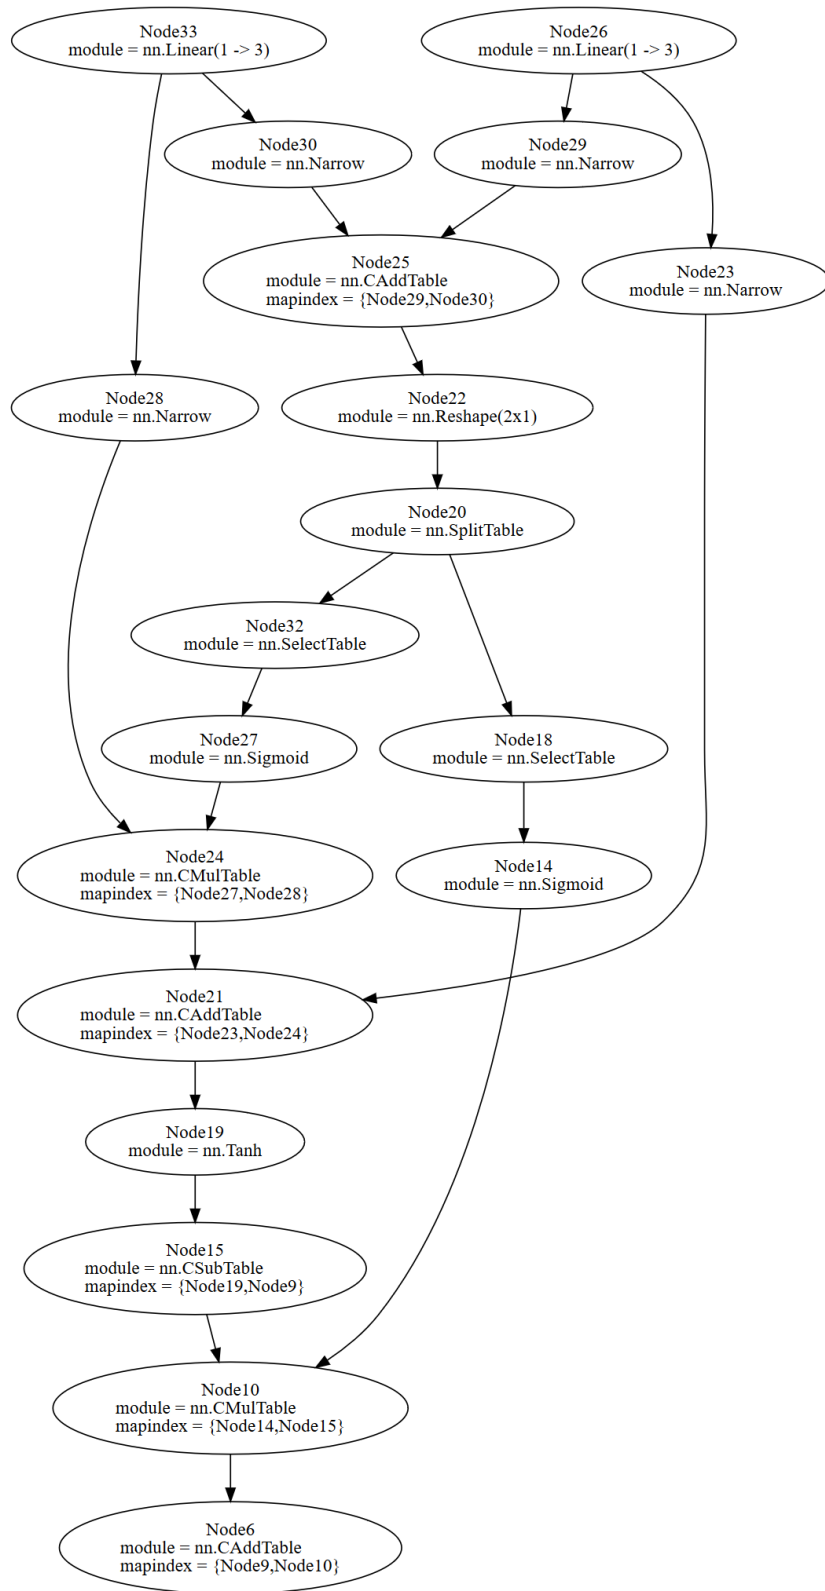 Node33
module = nn.Linear(1 -> 3)
Node26
module = nn.Linear(1 -> 3)
Node30
module = nn.Narrow
Node29
module = nn.Narrow
Node25
module = nn.CAddTable
mapindex = {Node29,Node30}
Node23
module = nn.Narrow
Node28
module = nn.Narrow
Node22
module = nn.Reshape(2x1)
Node20
module = nn.SplitTable
Node32
module = nn.SelectTable
Node27
module = nn.Sigmoid
Node18
module = nn.SelectTable
Node24
module = nn.CMulTable
mapindex = {Node27,Node28}
Node14
module = nn.Sigmoid
Node21
module = nn.CAddTable
mapindex = {Node23,Node24}
Node19
module = nn.Tanh
Node15
module = nn.CSubTable
mapindex = {Node19,Node9}
Node10
module = nn.CMulTable
mapindex = {Node14,Node15}
Node6
module = nn.CAddTable
mapindex = {Node9,Node10}